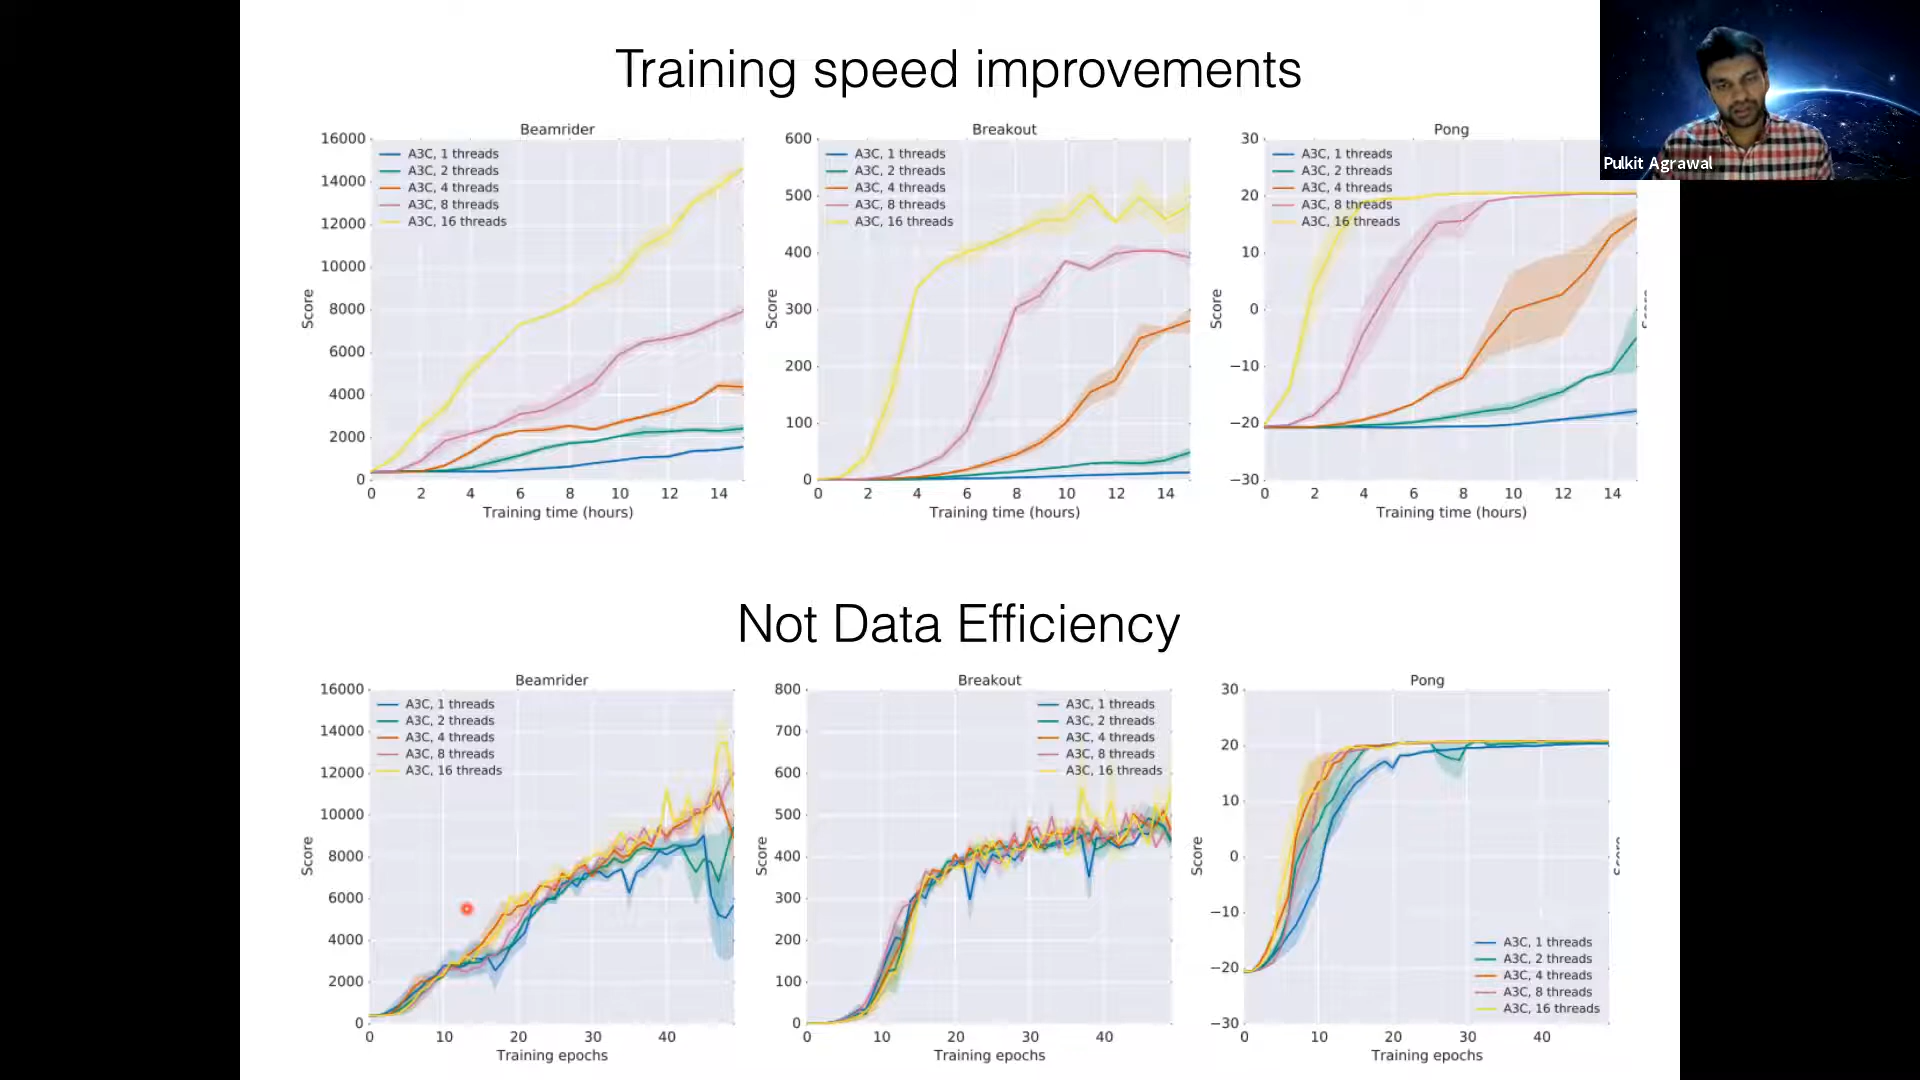 Training speed improvements
Pulkit Agrawal
Beamrider
16000
14000
12000
10000
8000
6000
4000
2000
0
Score
A3C, 1 threads
A3C, 2 threads
A3C, 4 threads
A3C, 8 threads
A3C, 16 threads
0 2 4 6 8 10 12 14
Training time (hours)
Breakout
600
500
400
300
200
100
0
Score
A3C, 1 threads
A3C, 2 threads
A3C, 4 threads
A3C, 8 threads
A3C, 16 threads
0 2 4 6 8 10 12 14
Training time (hours)
Pong
30
20
10
0
−10
−20
−30
Score
A3C, 1 threads
A3C, 2 threads
A3C, 4 threads
A3C, 8 threads
A3C, 16 threads
0 2 4 6 8 10 12 14
Training time (hours)
Not Data Efficiency
Beamrider
16000
14000
12000
10000
8000
6000
4000
2000
0
Score
A3C, 1 threads
A3C, 2 threads
A3C, 4 threads
A3C, 8 threads
A3C, 16 threads
0 10 20 30 40
Training epochs
Breakout
800
700
600
500
400
300
200
100
0
Score
A3C, 1 threads
A3C, 2 threads
A3C, 4 threads
A3C, 8 threads
A3C, 16 threads
0 10 20 30 40
Training epochs
Pong
30
20
10
0
−10
−20
−30
Score
A3C, 1 threads
A3C, 2 threads
A3C, 4 threads
A3C, 8 threads
A3C, 16 threads
0 10 20 30 40
Training epochs